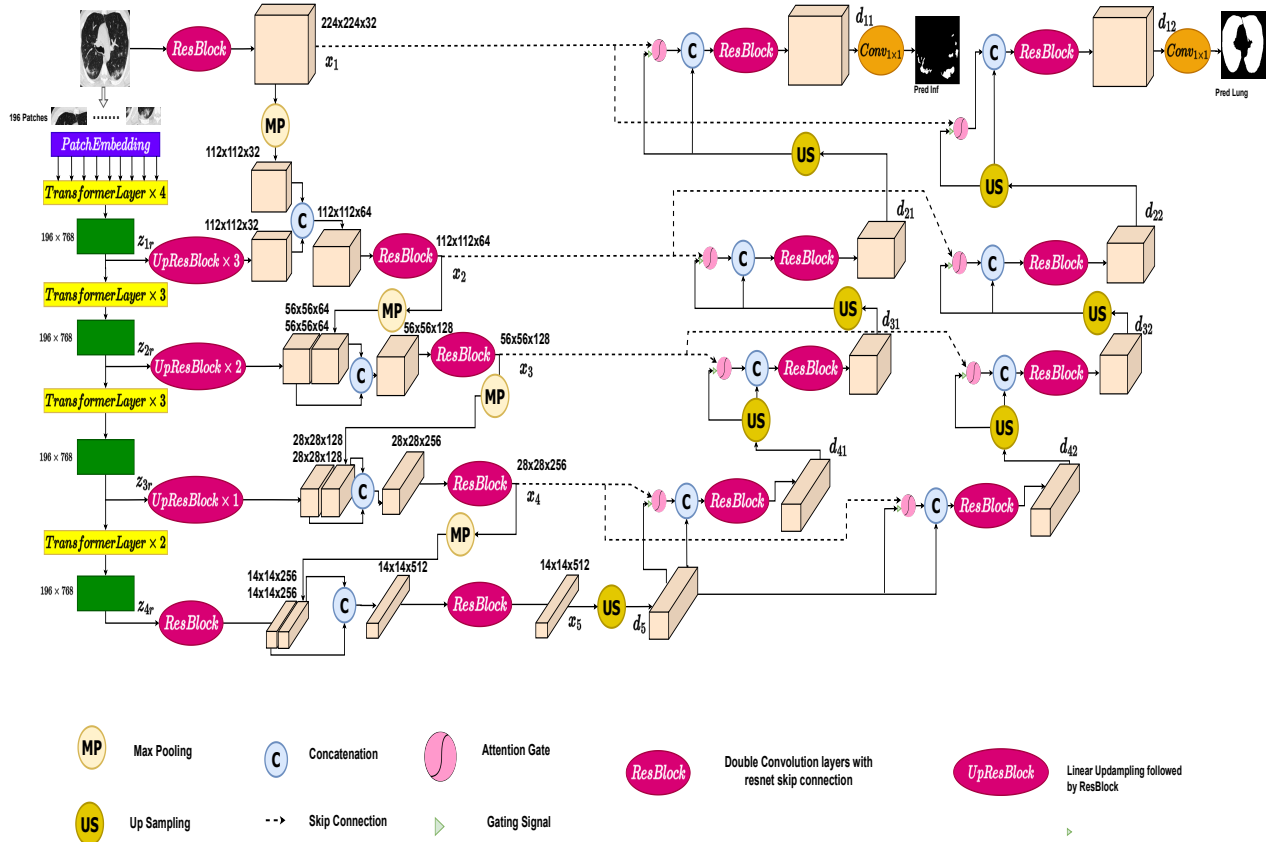 224x224x32
d11
d12
ResBlock
x1
C
ResBlock
Conv1×1
C
ResBlock
Conv1×1
Pred Inf
Pred Lung
196 Patches
MP
PatchEmbedding
112x112x32
US
TransformerLayer × 4
US
112x112x32
C
112x112x64
d21
d22
196 × 768
z1r
UpResBlock × 3
ResBlock
112x112x64
x2
C
ResBlock
C
ResBlock
TransformerLayer × 3
56x56x64
MP
US
US
56x56x64
56x56x128
d31
d32
196 × 768
z2r
UpResBlock × 2
C
ResBlock
56x56x128
x3
C
ResBlock
C
ResBlock
TransformerLayer × 3
MP
US
US
28x28x128
28x28x256
d41
d42
28x28x128
196 × 768
z3r
UpResBlock × 1
C
ResBlock
28x28x256
x4
C
ResBlock
C
ResBlock
TransformerLayer × 2
MP
14x14x256
14x14x512
14x14x512
14x14x256
196 × 768
z4r
ResBlock
C
ResBlock
x5
US
d5
MP
Max Pooling
C
Concatenation
Attention Gate
ResBlock
Double Convolution layers with
resnet skip connection
UpResBlock
Linear Updampling followed
by ResBlock
US
Up Sampling
Skip Connection
Gating Signal